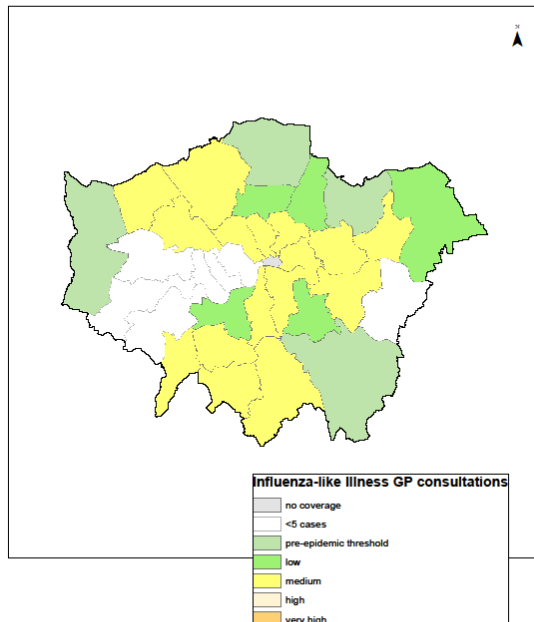 N
Influenza-like Illness GP consultations
no coverage
<5 cases
pre-epidemic threshold
low
medium
high
very high